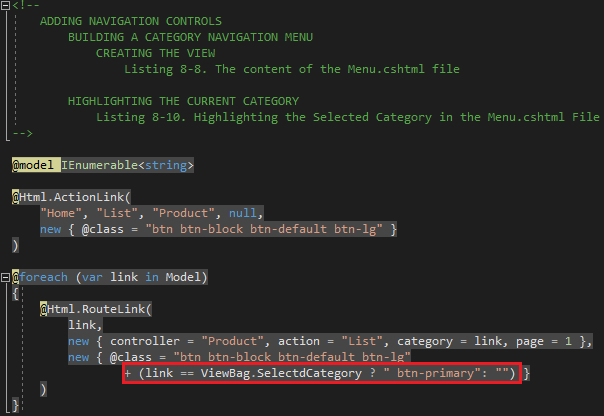 <!--
ADDING NAVIGATION CONTROLS
BUILDING A CATEGORY NAVIGATION MENU
CREATING THE VIEW
Listing 8-8. The content of the Menu.cshtml file
HIGHLIGHTING THE CURRENT CATEGORY
Listing 8-10. Highlighting the Selected Category in the Menu.cshtml File
-->
@model IEnumerable<string>
@Html.ActionLink(
"Home", "List", "Product", null,
new { @class = "btn btn-block btn-default btn-lg" }
)
@foreach (var link in Model)
{
@Html.RouteLink(
link,
new { controller = "Product", action = "List", category = link, page = 1 },
new { @class = "btn btn-block btn-default btn-lg"
+ (link == ViewBag.SelectdCategory ? " btn-primary": "") }
)
}